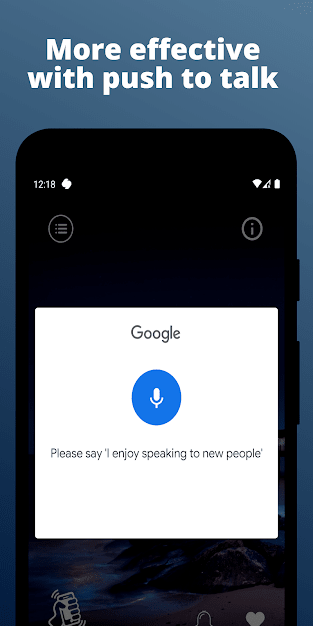 More effective
with push to talk
12:18
Google
Please say 'I enjoy speaking to new people'